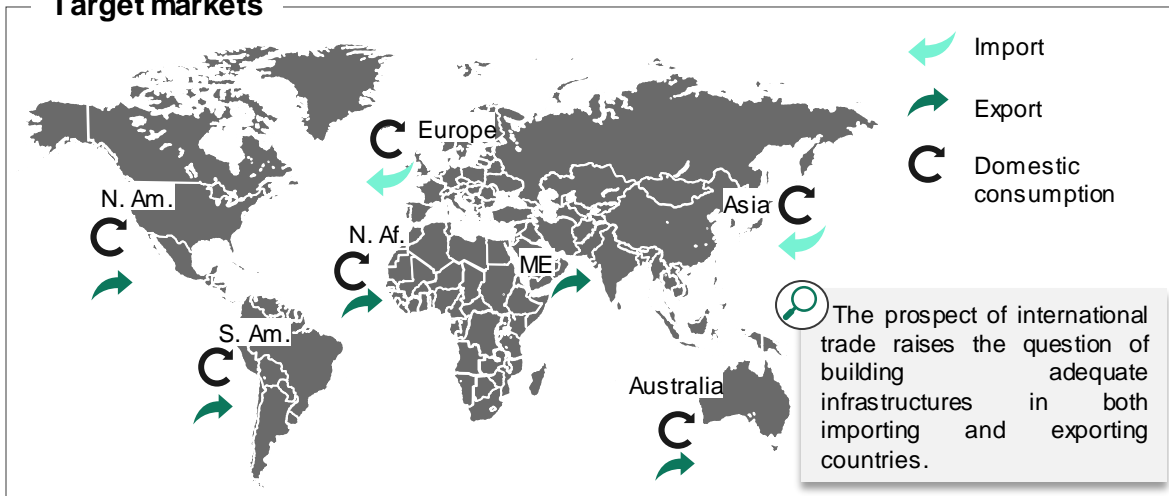 Target markets
Import
Export
Domestic
consumption
Europe
N. Am.
Asia
N. Af.
ME
S. Am.
Australia
The prospect of international
trade raises the question of
building adequate
infrastructures in both
importing and exporting
countries.